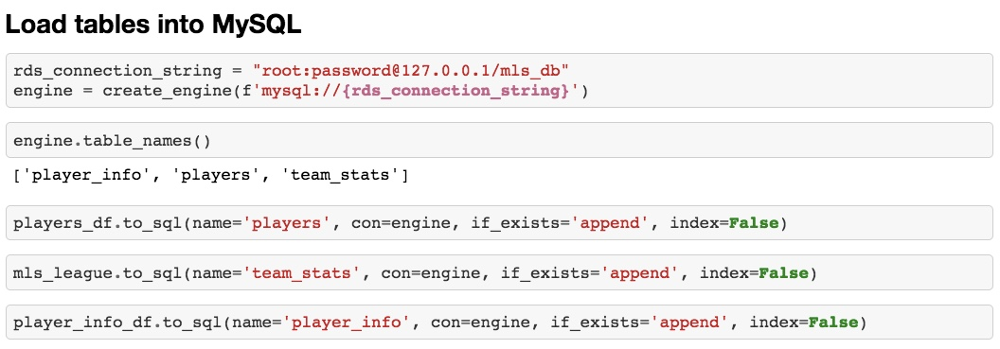 Load tables into MySQL
rds_connection_string = "root:password@127.0.0.1/mls_db"
engine = create_engine(f'mysql://{rds_connection_string}')
engine.table_names()
['player_info', 'players', 'team_stats']
players_df.to_sql(name='players', con=engine, if_exists='append', index=False)
mls_league.to_sql(name='team_stats', con=engine, if_exists='append', index=False)
player_info_df.to_sql(name='player_info', con=engine, if_exists='append', index=False)